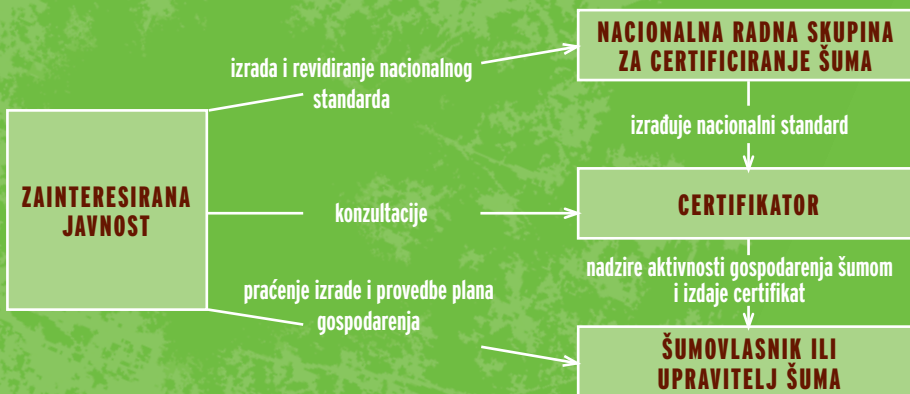 NACIONALNA RADNA SKUPINA
ZA CERTIFICIRANJE ŠUMA
izrada i revidiranje nacionalnog
standarda
izrađuje nacionalni standard
ZAINTERESIRANA
JAVNOST
konzultacije
CERTIFIKATOR
nadzire aktivnosti gospodarenja šumom
i izdaje certifikat
praćenje izrade i provedbe plana
gospodarenja
ŠUMOVLASNIK ILI
UPRAVITELJ ŠUMA